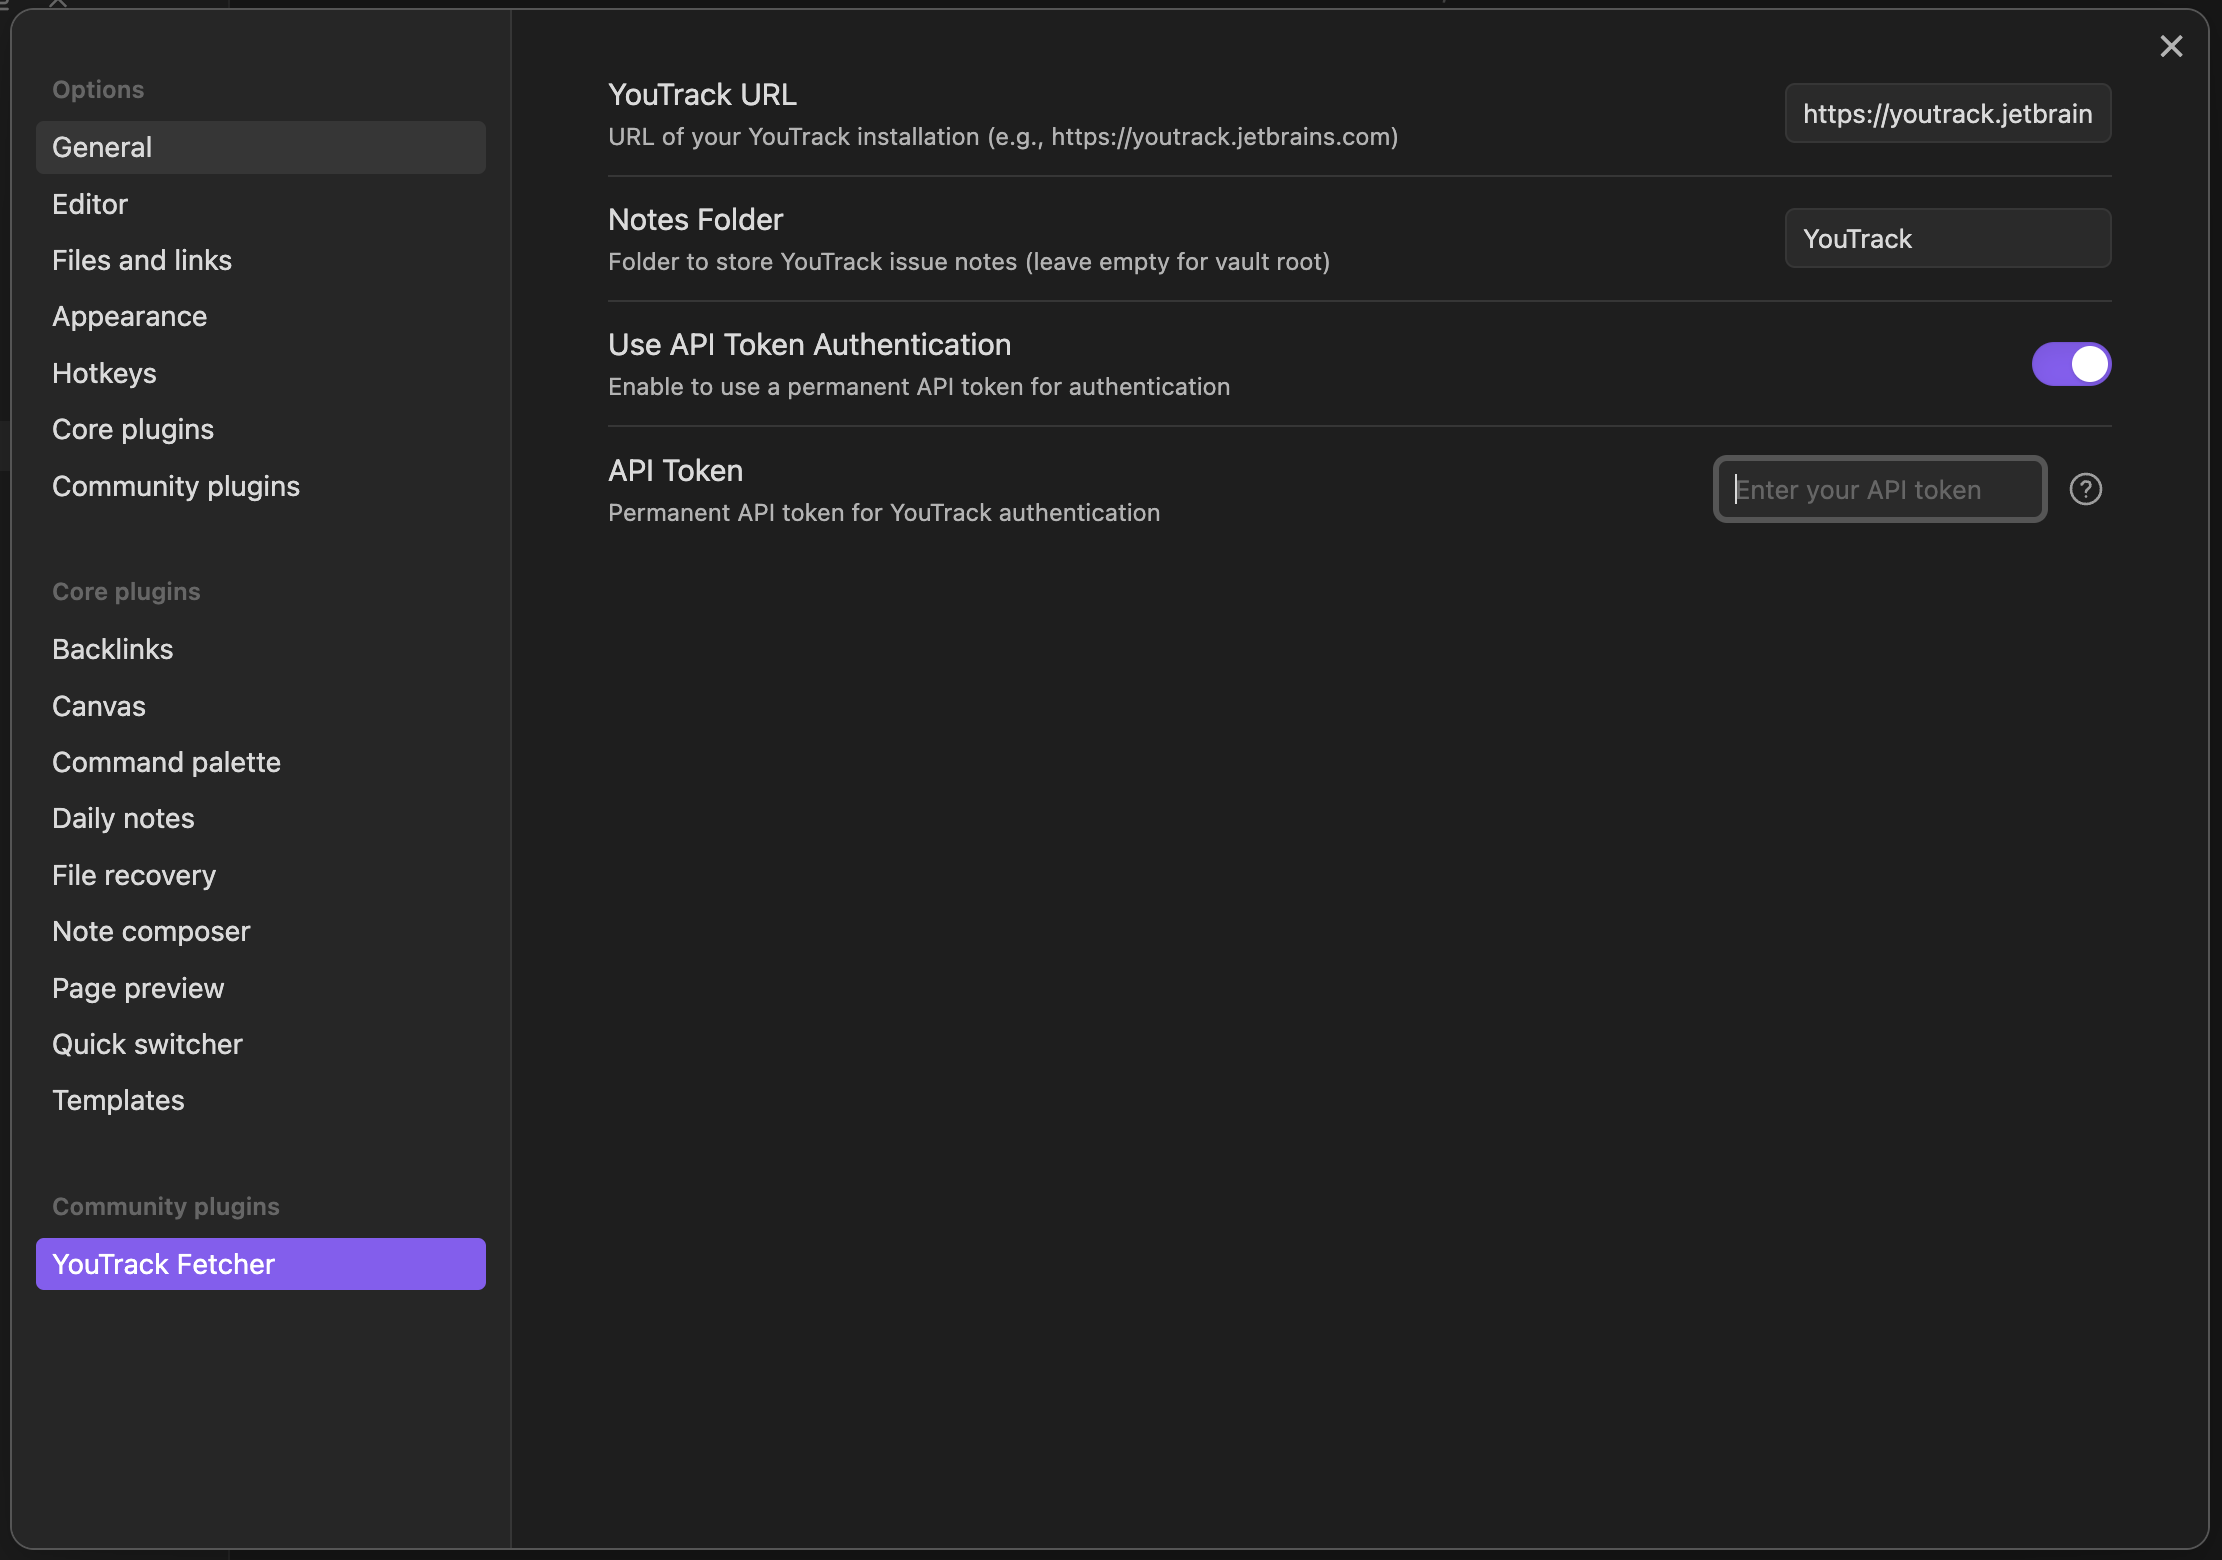 Options
General
Editor
Files and links
Appearance
Hotkeys
Core plugins
Community plugins
Core plugins
Backlinks
Canvas
Command palette
Daily notes
File recovery
Note composer
Page preview
Quick switcher
Templates
Community plugins
YouTrack Fetcher
YouTrack URL
URL of your YouTrack installation (e.g., https://youtrack.jetbrains.com)
https://youtrack.jetbrain
Notes Folder
Folder to store YouTrack issue notes (leave empty for vault root)
YouTrack
Use API Token Authentication
Enable to use a permanent API token for authentication
API Token
Permanent API token for YouTrack authentication
Enter your API token